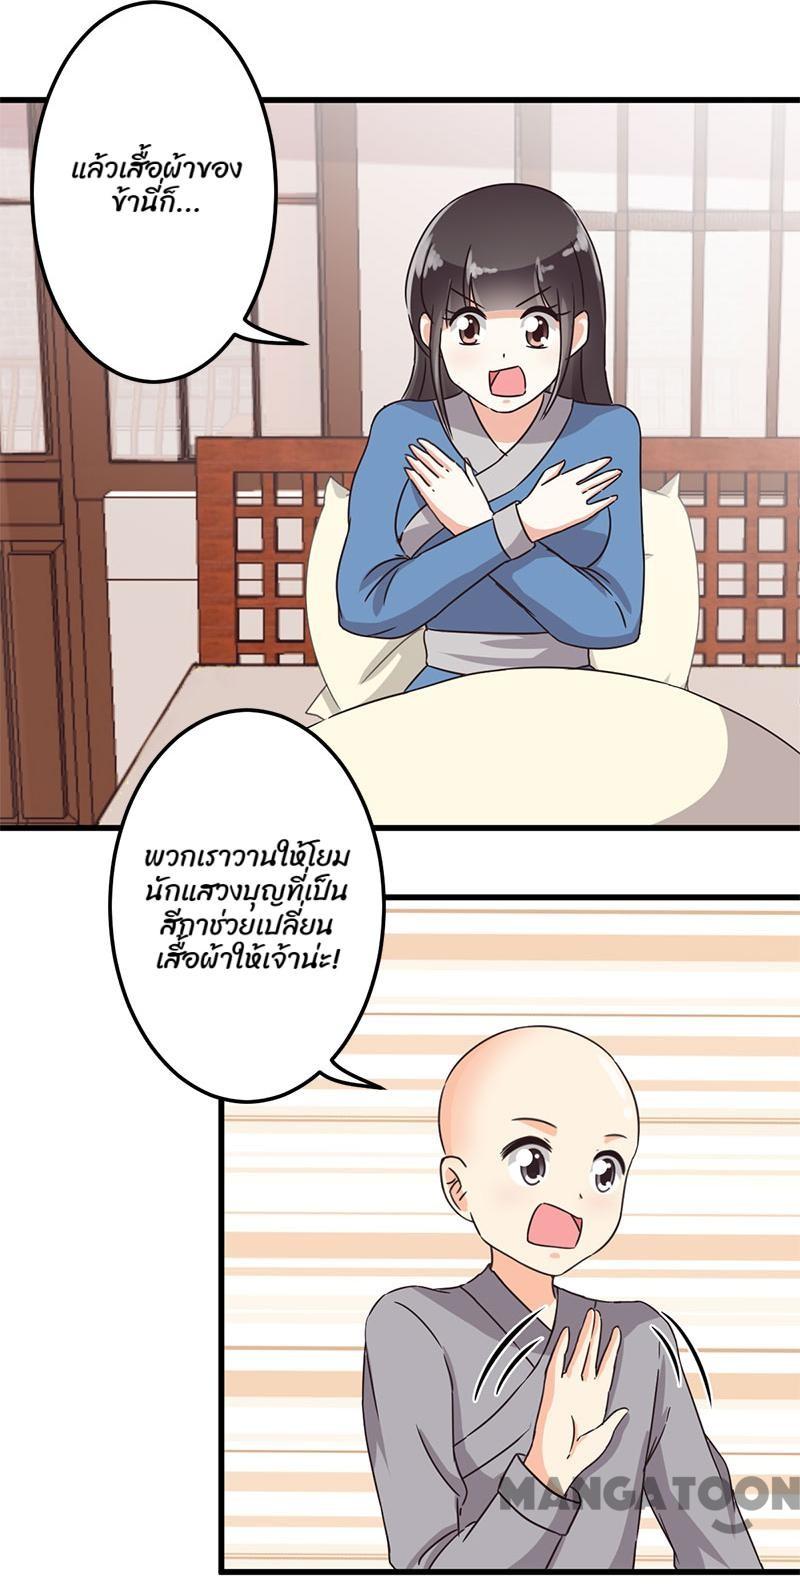 แล้วเสื้อผ้าของ
ข้านี่ก็...
พวกเราวานให้โยม
นักแสวงบุญที่เป็น
สีกาช่วยเปลี่ยน
เสื้อผ้าให้เจ้าน่ะ!
MANGATOON